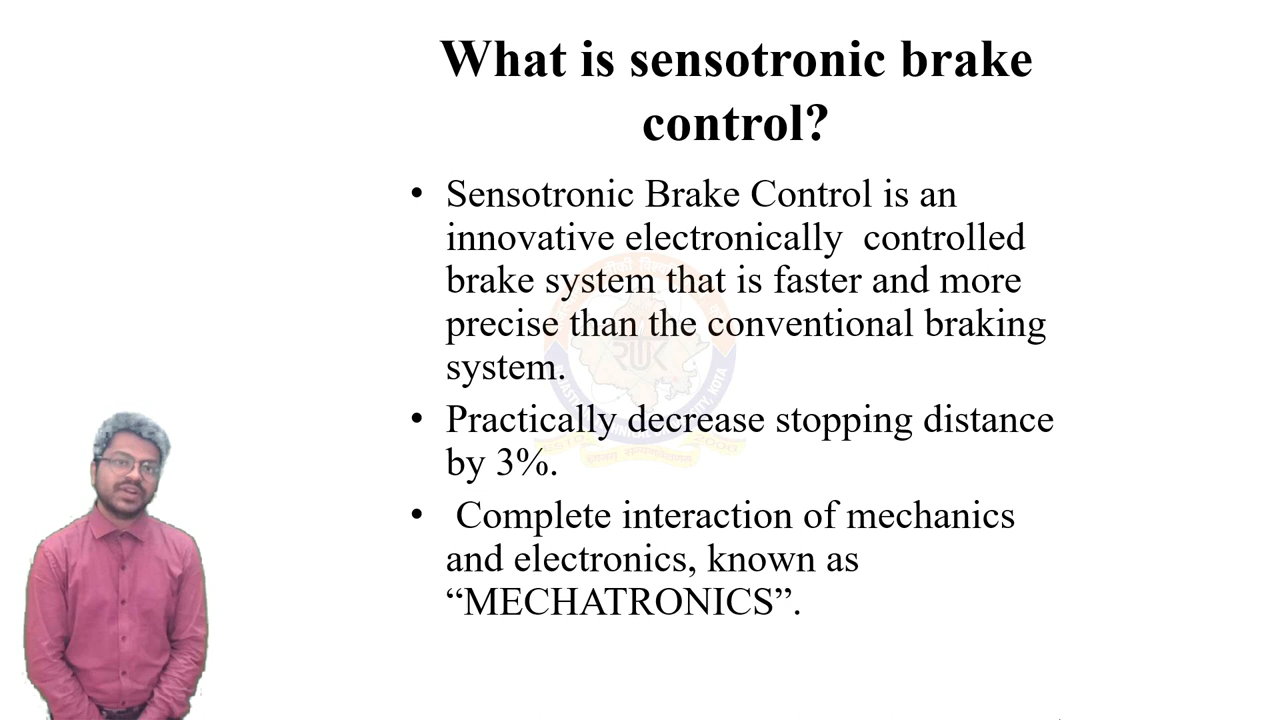 What is sensotronic brake
control?
• Sensotronic Brake Control is an
innovative electronically  controlled
brake system that is faster and more
precise than the conventional braking
system.
• Practically decrease stopping distance
by 3%.
•  Complete interaction of mechanics
and electronics, known as
“MECHATRONICS”.